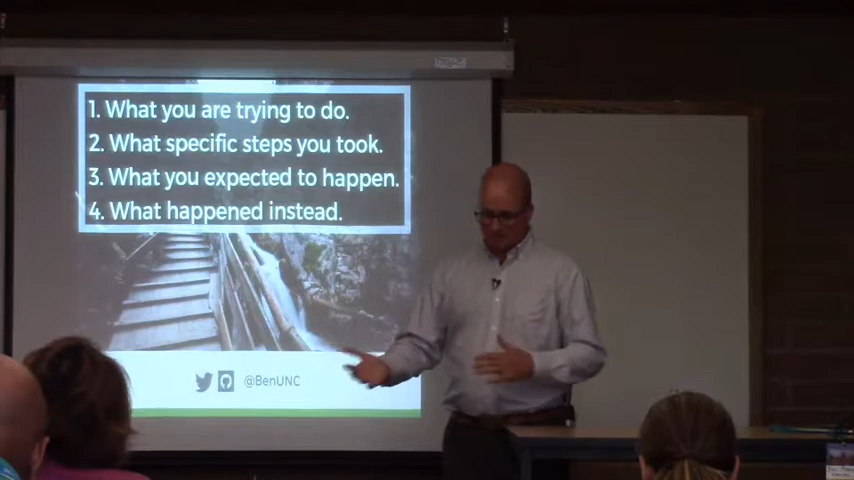 1. What you are trying to do.
2. What specific steps you took.
3. What you expected to happen.
4. What happened instead.
@BenUNC